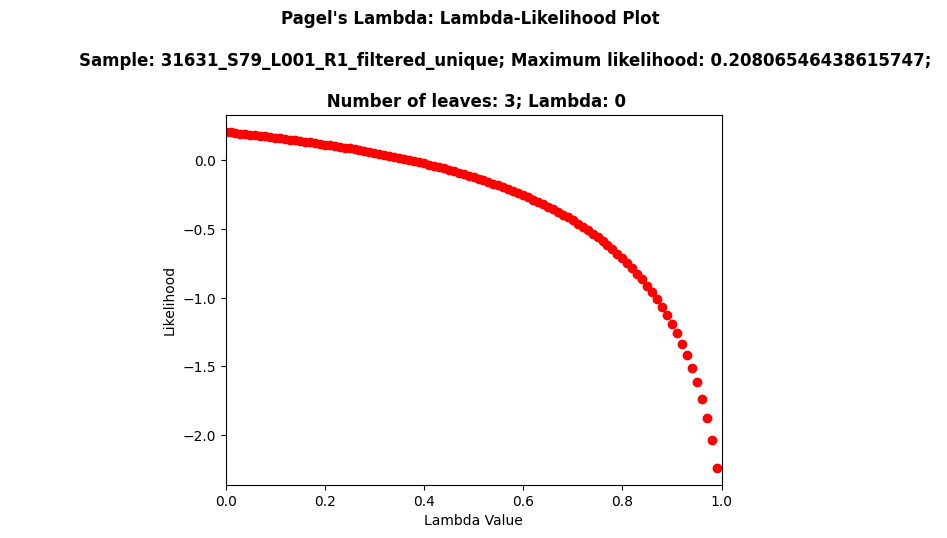 Pagel's Lambda: Lambda-Likelihood Plot
Sample: 31631_S79_L001_R1_filtered_unique; Maximum likelihood: 0.20806546438615747;
Number of leaves: 3; Lambda: 0
0.0
−0.5
−1.0
−1.5
−2.0
Likelihood
0.0 0.2 0.4 0.6 0.8 1.0
Lambda Value